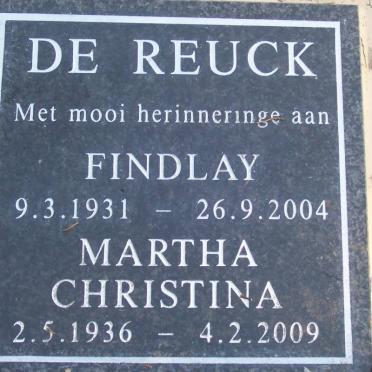 DE REUCK
Met mooi herinneringe aan
FINDLAY
9.3.1931 – 26.9.2004
MARTHA
CHRISTINA
2.5.1936 – 4.2.2009